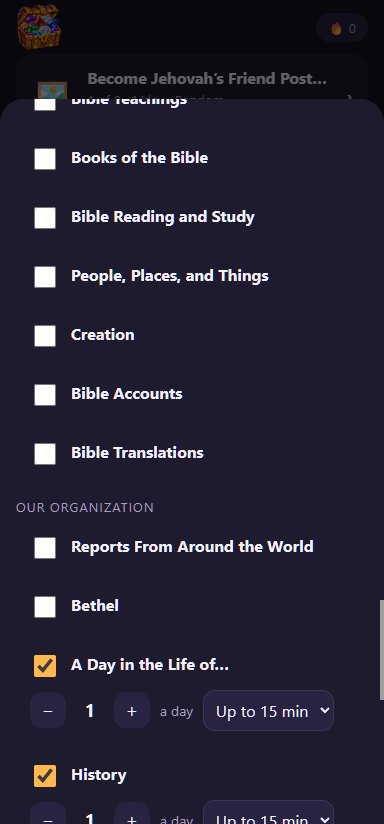 0
Become Jehovah's Friend Post...
Bible Teachings
Books of the Bible
Bible Reading and Study
People, Places, and Things
Creation
Bible Accounts
Bible Translations
OUR ORGANIZATION
Reports From Around the World
Bethel
A Day in the Life of...
− 1 + a day Up to 15 min
History
− 1 + a day Up to 15 min